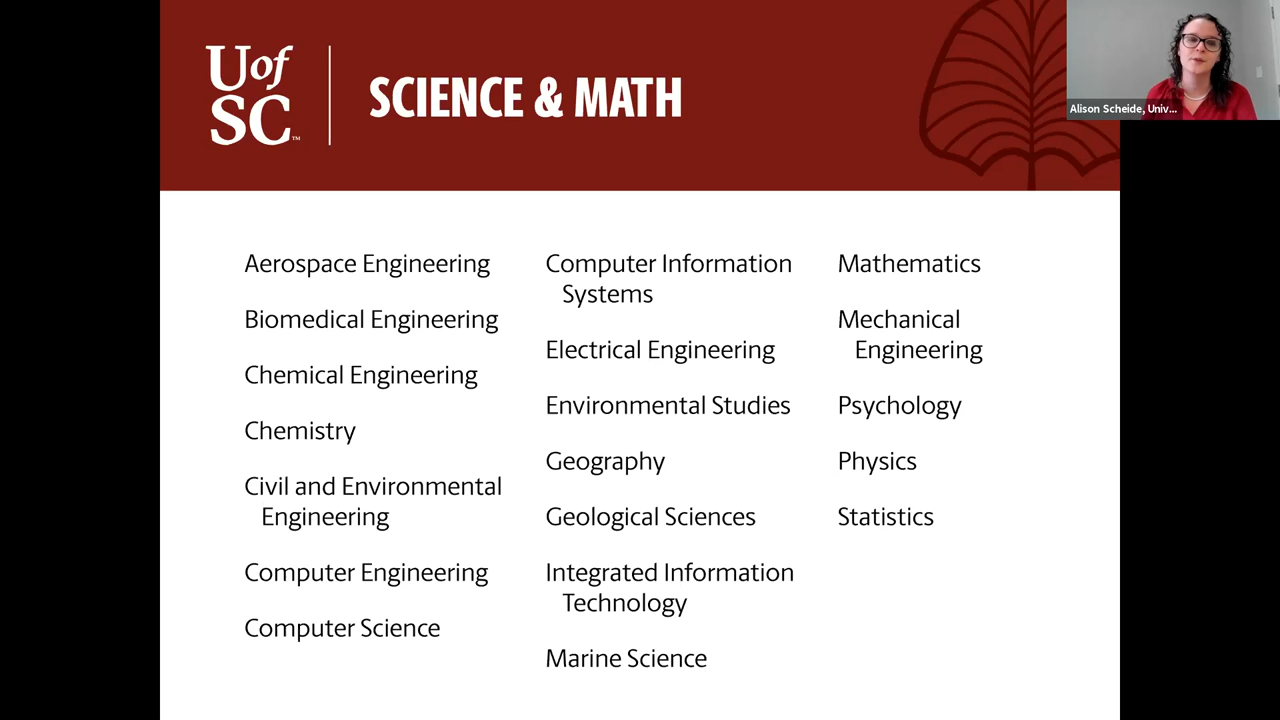 UofSC™
SCIENCE & MATH
Alison Scheide, Univ...
Aerospace Engineering
Biomedical Engineering
Chemical Engineering
Chemistry
Civil and Environmental
Engineering
Computer Engineering
Computer Science
Computer Information
Systems
Electrical Engineering
Environmental Studies
Geography
Geological Sciences
Integrated Information
Technology
Marine Science
Mathematics
Mechanical
Engineering
Psychology
Physics
Statistics